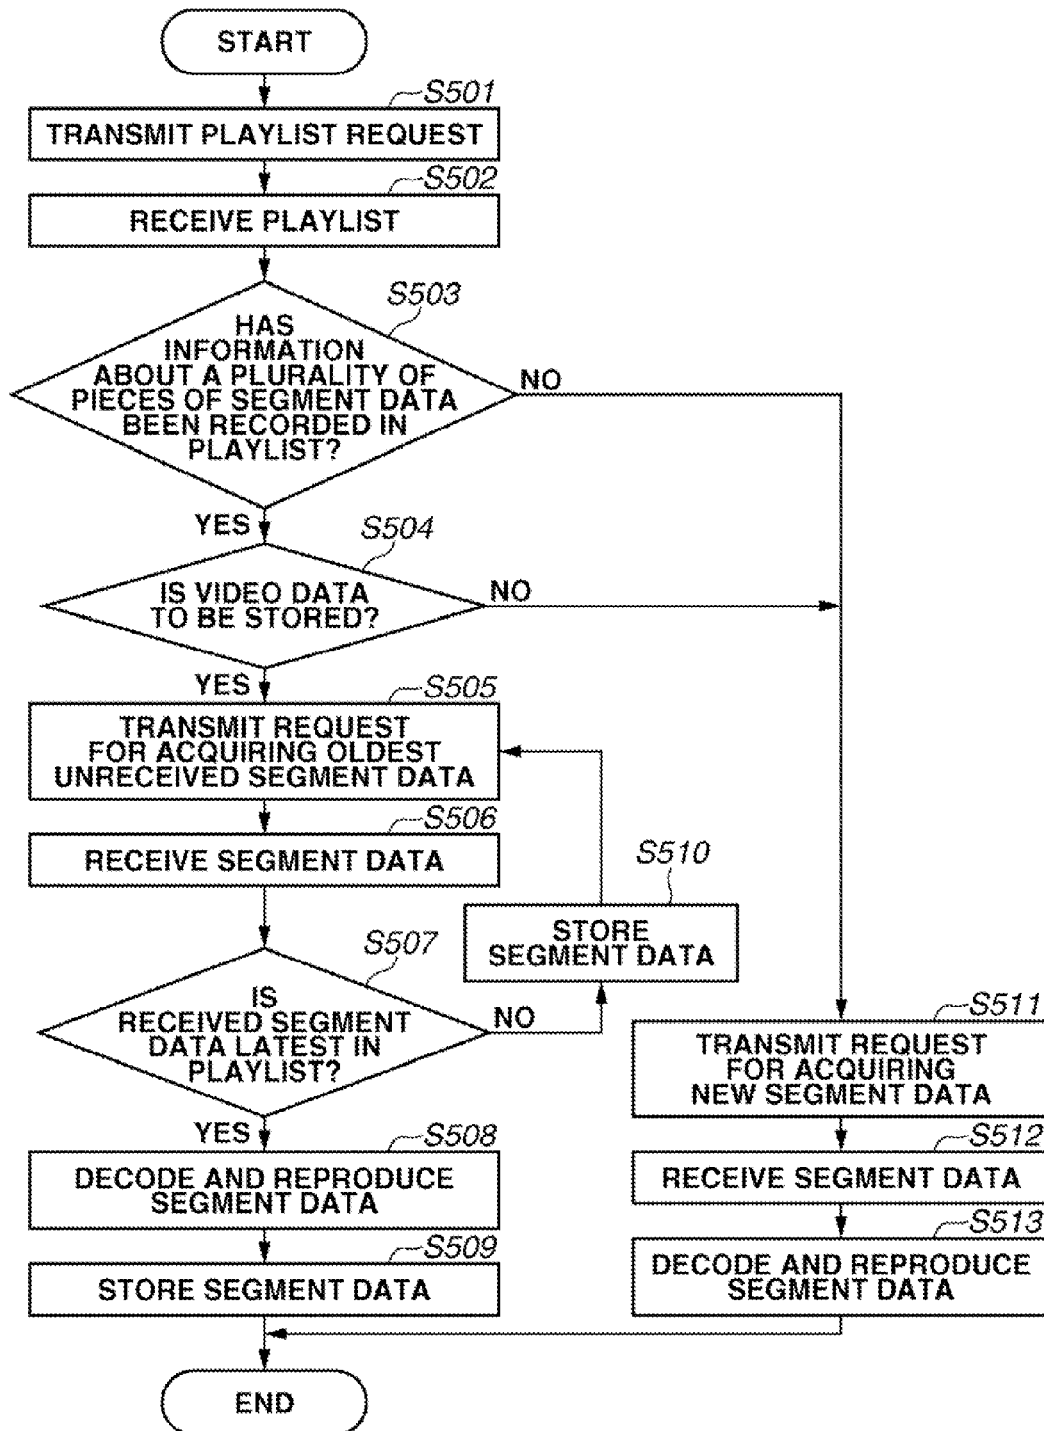 START
S501
TRANSMIT PLAYLIST REQUEST
S502
RECEIVE PLAYLIST
S503
HAS
INFORMATION
ABOUT A PLURALITY OF
PIECES OF SEGMENT DATA
BEEN RECORDED IN
PLAYLIST?
NO
YES
S504
IS VIDEO DATA
TO BE STORED?
NO
YES
S505
TRANSMIT REQUEST
FOR ACQUIRING OLDEST
UNRECEIVED SEGMENT DATA
S506
RECEIVE SEGMENT DATA
S507
IS
RECEIVED SEGMENT
DATA LATEST IN
PLAYLIST?
NO
S510
STORE
SEGMENT DATA
YES
S508
DECODE AND REPRODUCE
SEGMENT DATA
S509
STORE SEGMENT DATA
S511
TRANSMIT REQUEST
FOR ACQUIRING
NEW SEGMENT DATA
S512
RECEIVE SEGMENT DATA
S513
DECODE AND REPRODUCE
SEGMENT DATA
END